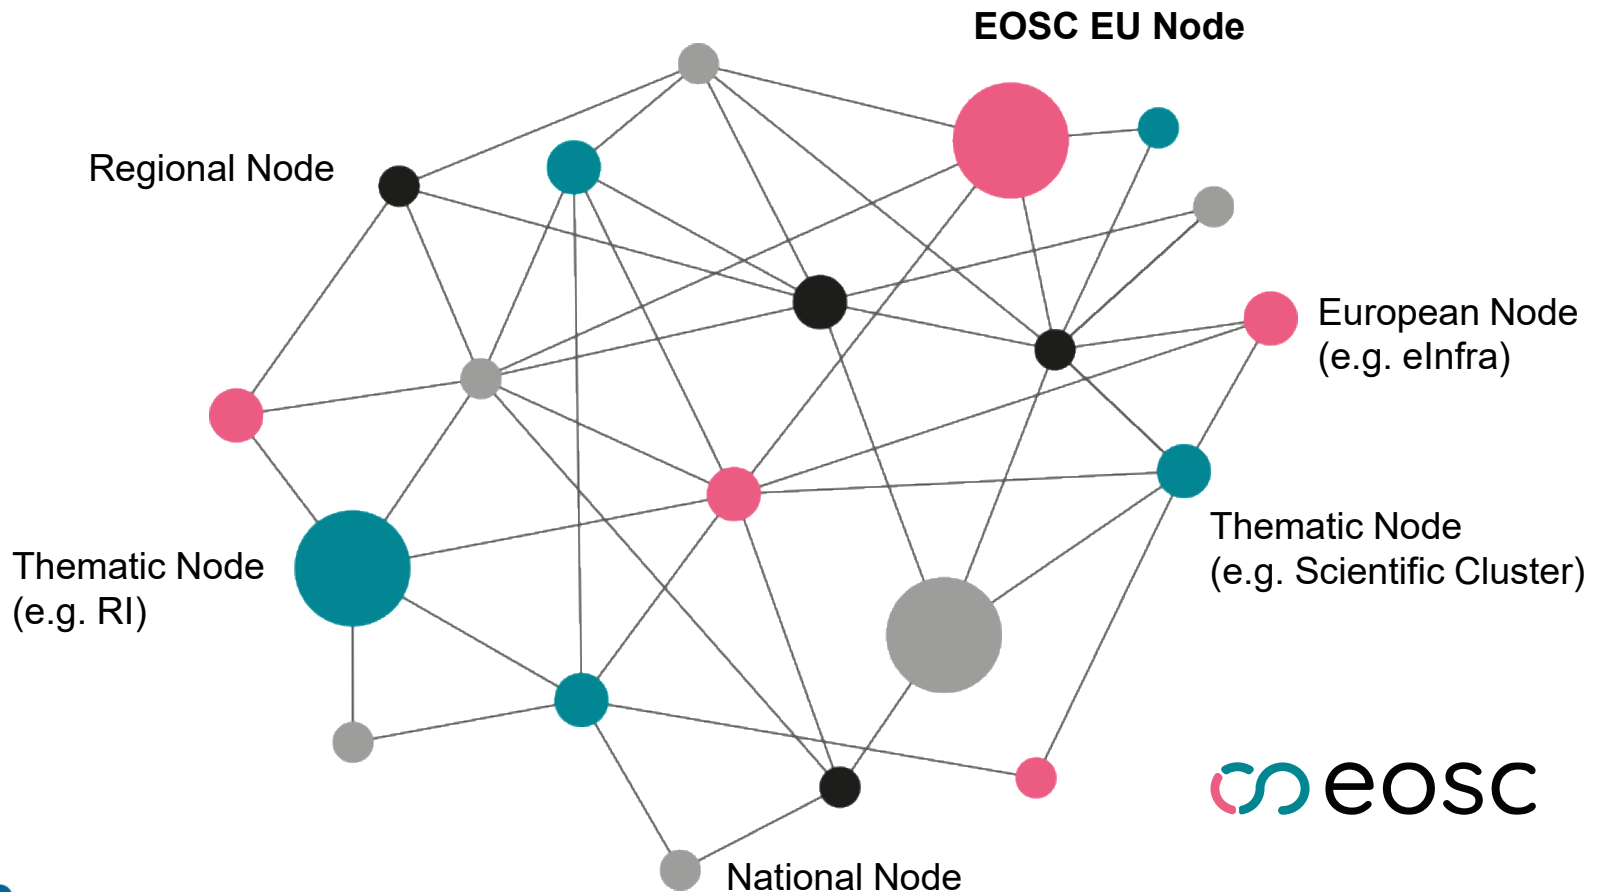 EOSC EU Node
Regional Node
European Node
(e.g. eInfra)
Thematic Node
(e.g. Scientific Cluster)
Thematic Node
(e.g. RI)
eosc
National Node